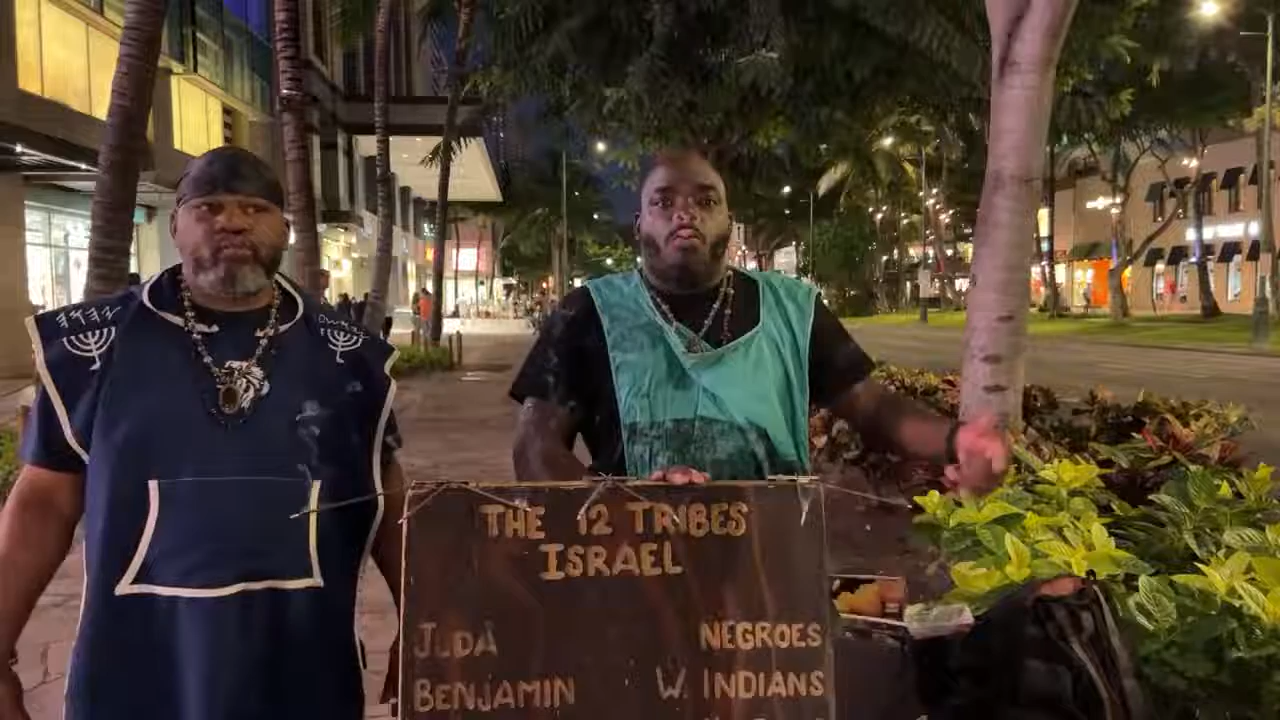 THE 12 TRIBES
ISRAEL
JUDA NEGROES
BENJAMIN W. INDIANS